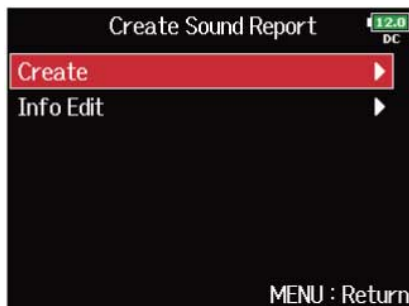 Create Sound Report
12.0
DC
Create
Info Edit
MENU : Return